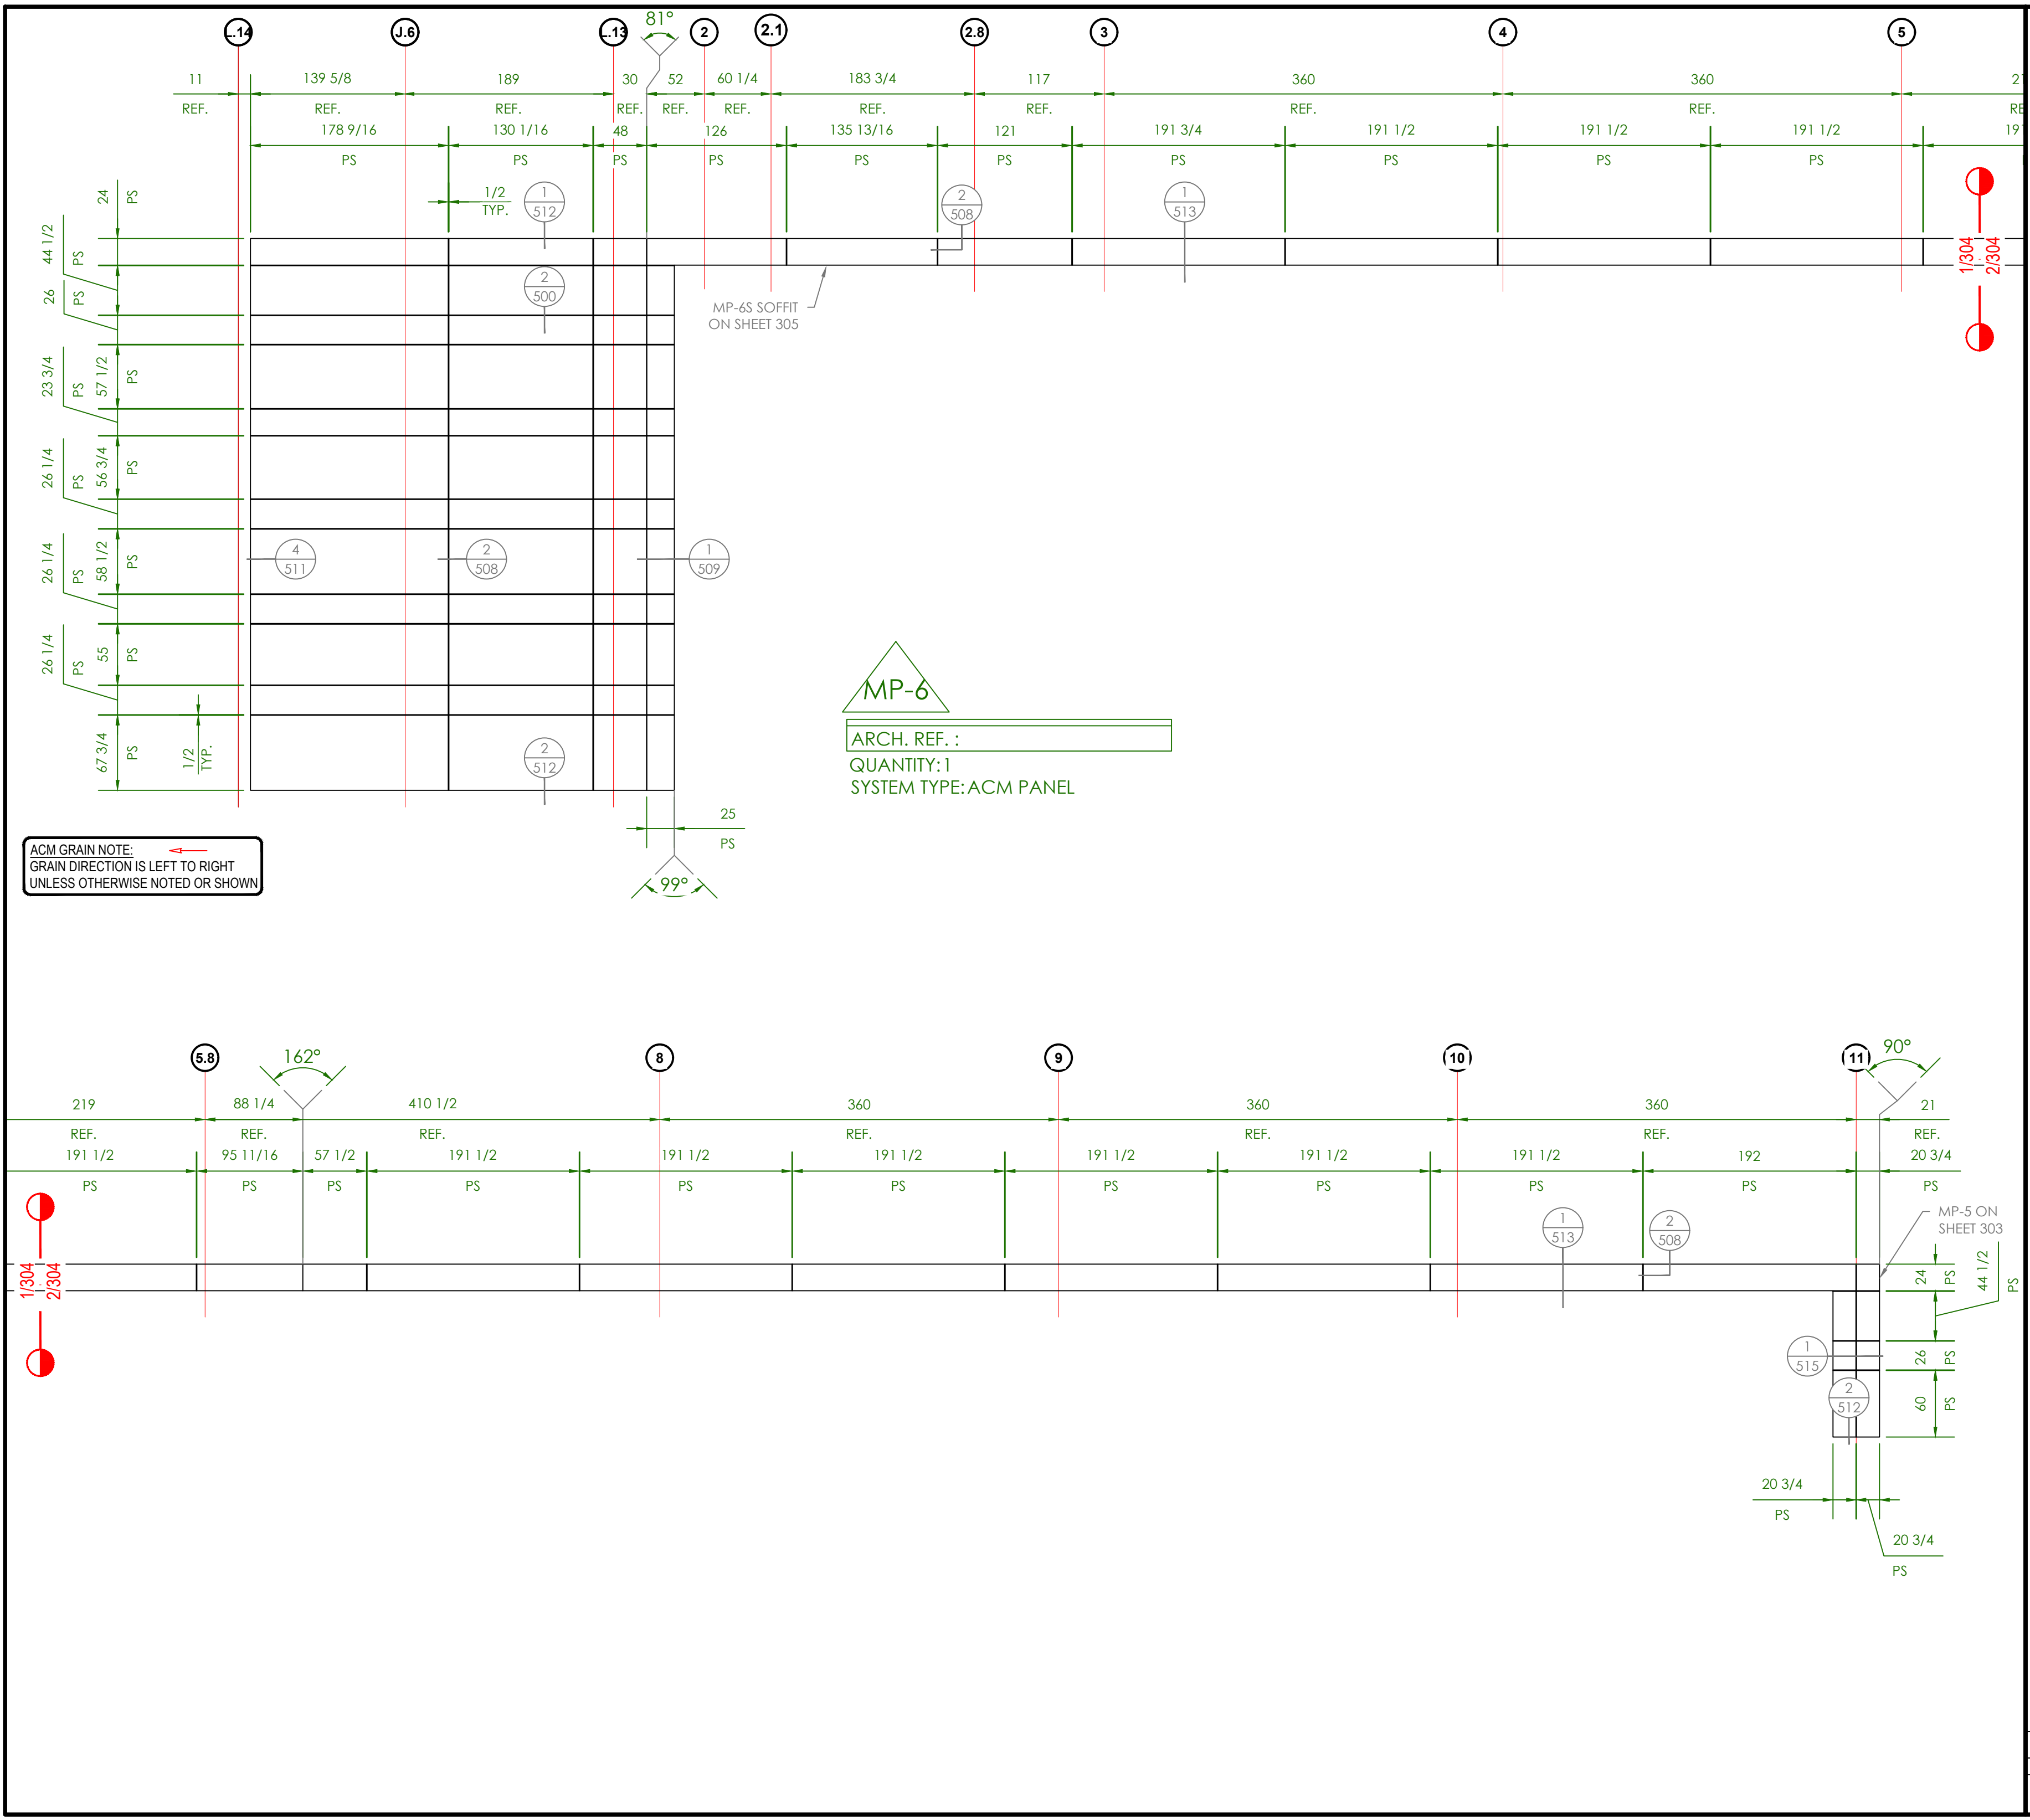 L.14 J.6 L.13 81° 2 2.1 2.8 3 4 5
11 139 5/8 189 30 52 60 1/4 183 3/4 117 360 360 21
REF. REF. REF. REF. REF. REF. REF. REF. REF. REF. RE
178 9/16 130 1/16 48 126 135 13/16 121 191 3/4 191 1/2 191 1/2 191 1/2 191
PS PS PS PS PS PS PS PS PS PS
24 PS
44 1/2 PS
26 PS
23 3/4 PS
57 1/2 PS
26 1/4 PS
56 3/4 PS
26 1/4 PS
58 1/2 PS
26 1/4 PS
55 PS
67 3/4 PS
1/2
TYP.
1/2
TYP.
1
512
2
508
1
513
2
500
MP-6S SOFFIT
ON SHEET 305
1/304
2/304
4
511
2
508
1
509
2
512
MP-6
ARCH. REF. :
QUANTITY: 1
SYSTEM TYPE: ACM PANEL
25
PS
99°
ACM GRAIN NOTE:
GRAIN DIRECTION IS LEFT TO RIGHT
UNLESS OTHERWISE NOTED OR SHOWN
5.8 162° 8 9 10 11 90°
219 88 1/4 410 1/2 360 360 360 21
REF. REF. REF. REF. REF. REF. REF.
191 1/2 95 11/16 57 1/2 191 1/2 191 1/2 191 1/2 191 1/2 191 1/2 191 1/2 192 20 3/4
PS PS PS PS PS PS PS PS PS PS PS
1/304
2/304
1
513
2
508
MP-5 ON
SHEET 303
24 PS
44 1/2 PS
26 PS
60 PS
1
515
2
512
20 3/4
PS
20 3/4
PS